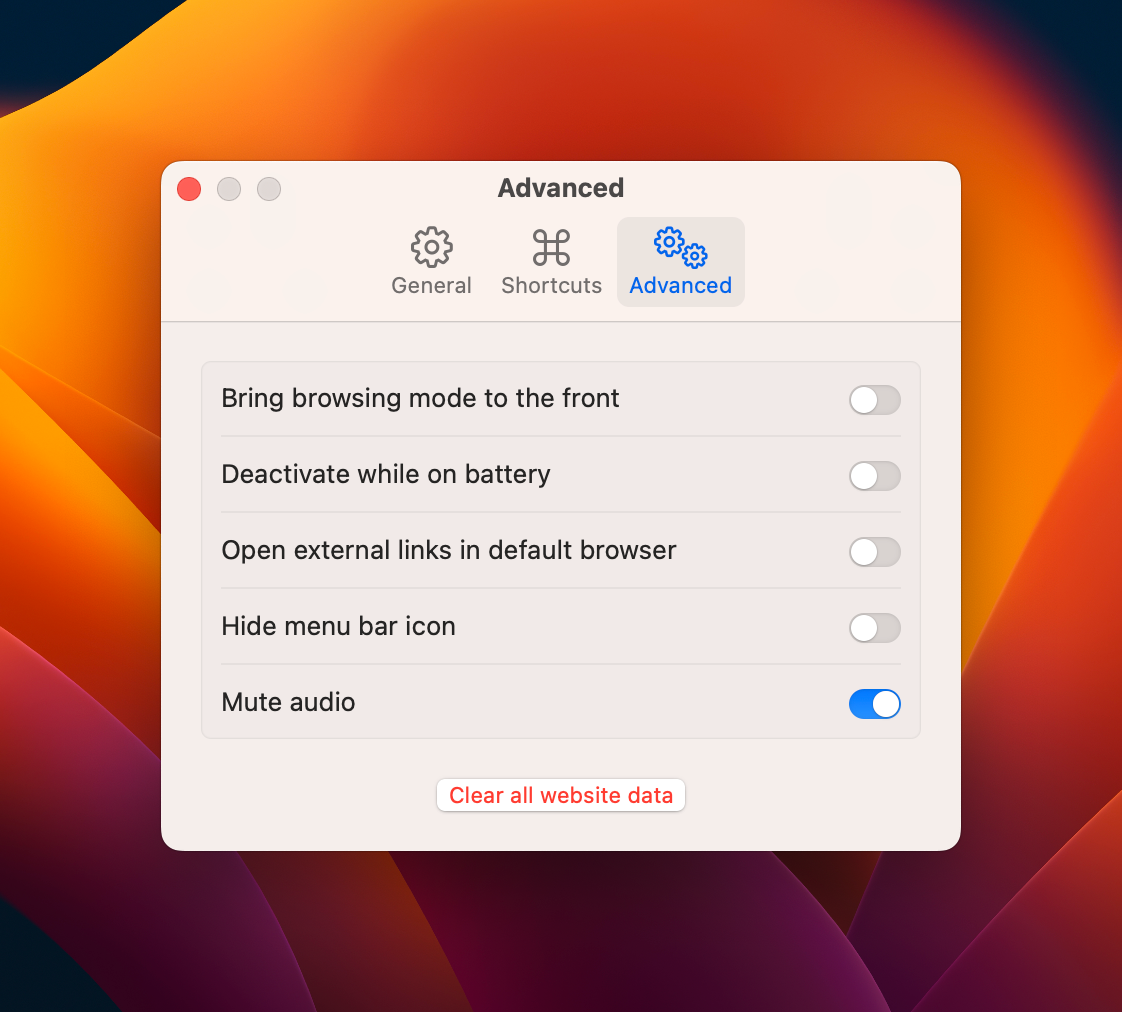 Advanced
General
Shortcuts
Advanced
Bring browsing mode to the front
Deactivate while on battery
Open external links in default browser
Hide menu bar icon
Mute audio
Clear all website data